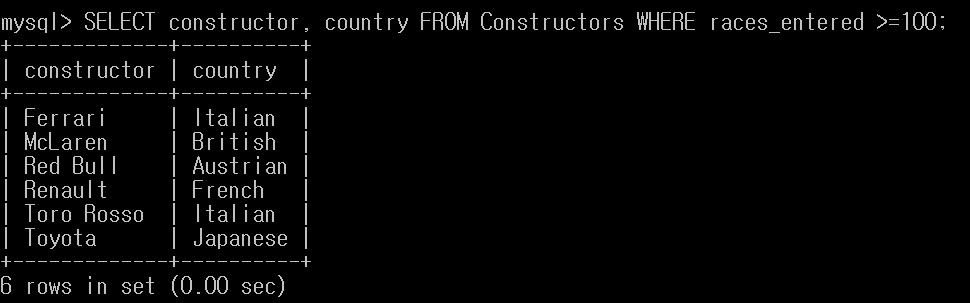 mysql> SELECT constructor, country FROM Constructors WHERE races_entered >=100;
+-------------+----------+
| constructor | country  |
+-------------+----------+
| Ferrari     | Italian  |
| McLaren     | British  |
| Red Bull    | Austrian |
| Renault     | French   |
| Toro Rosso  | Italian  |
| Toyota      | Japanese |
+-------------+----------+
6 rows in set (0.00 sec)